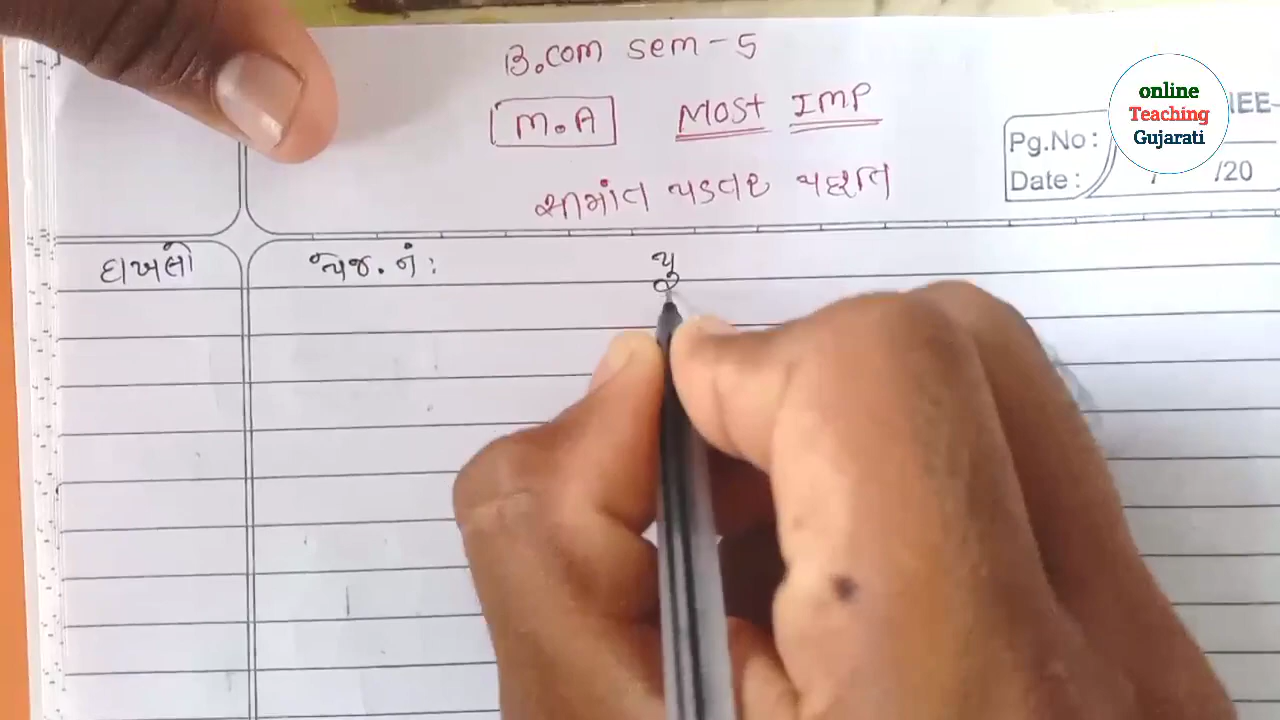 B.com sem - 5
M.A MOST IMP
સામાંત પડતર પદ્ધતિ
Pg.No :
Date : / /20
દાખલો પેજ. નં : યુ
online
Teaching
Gujarati